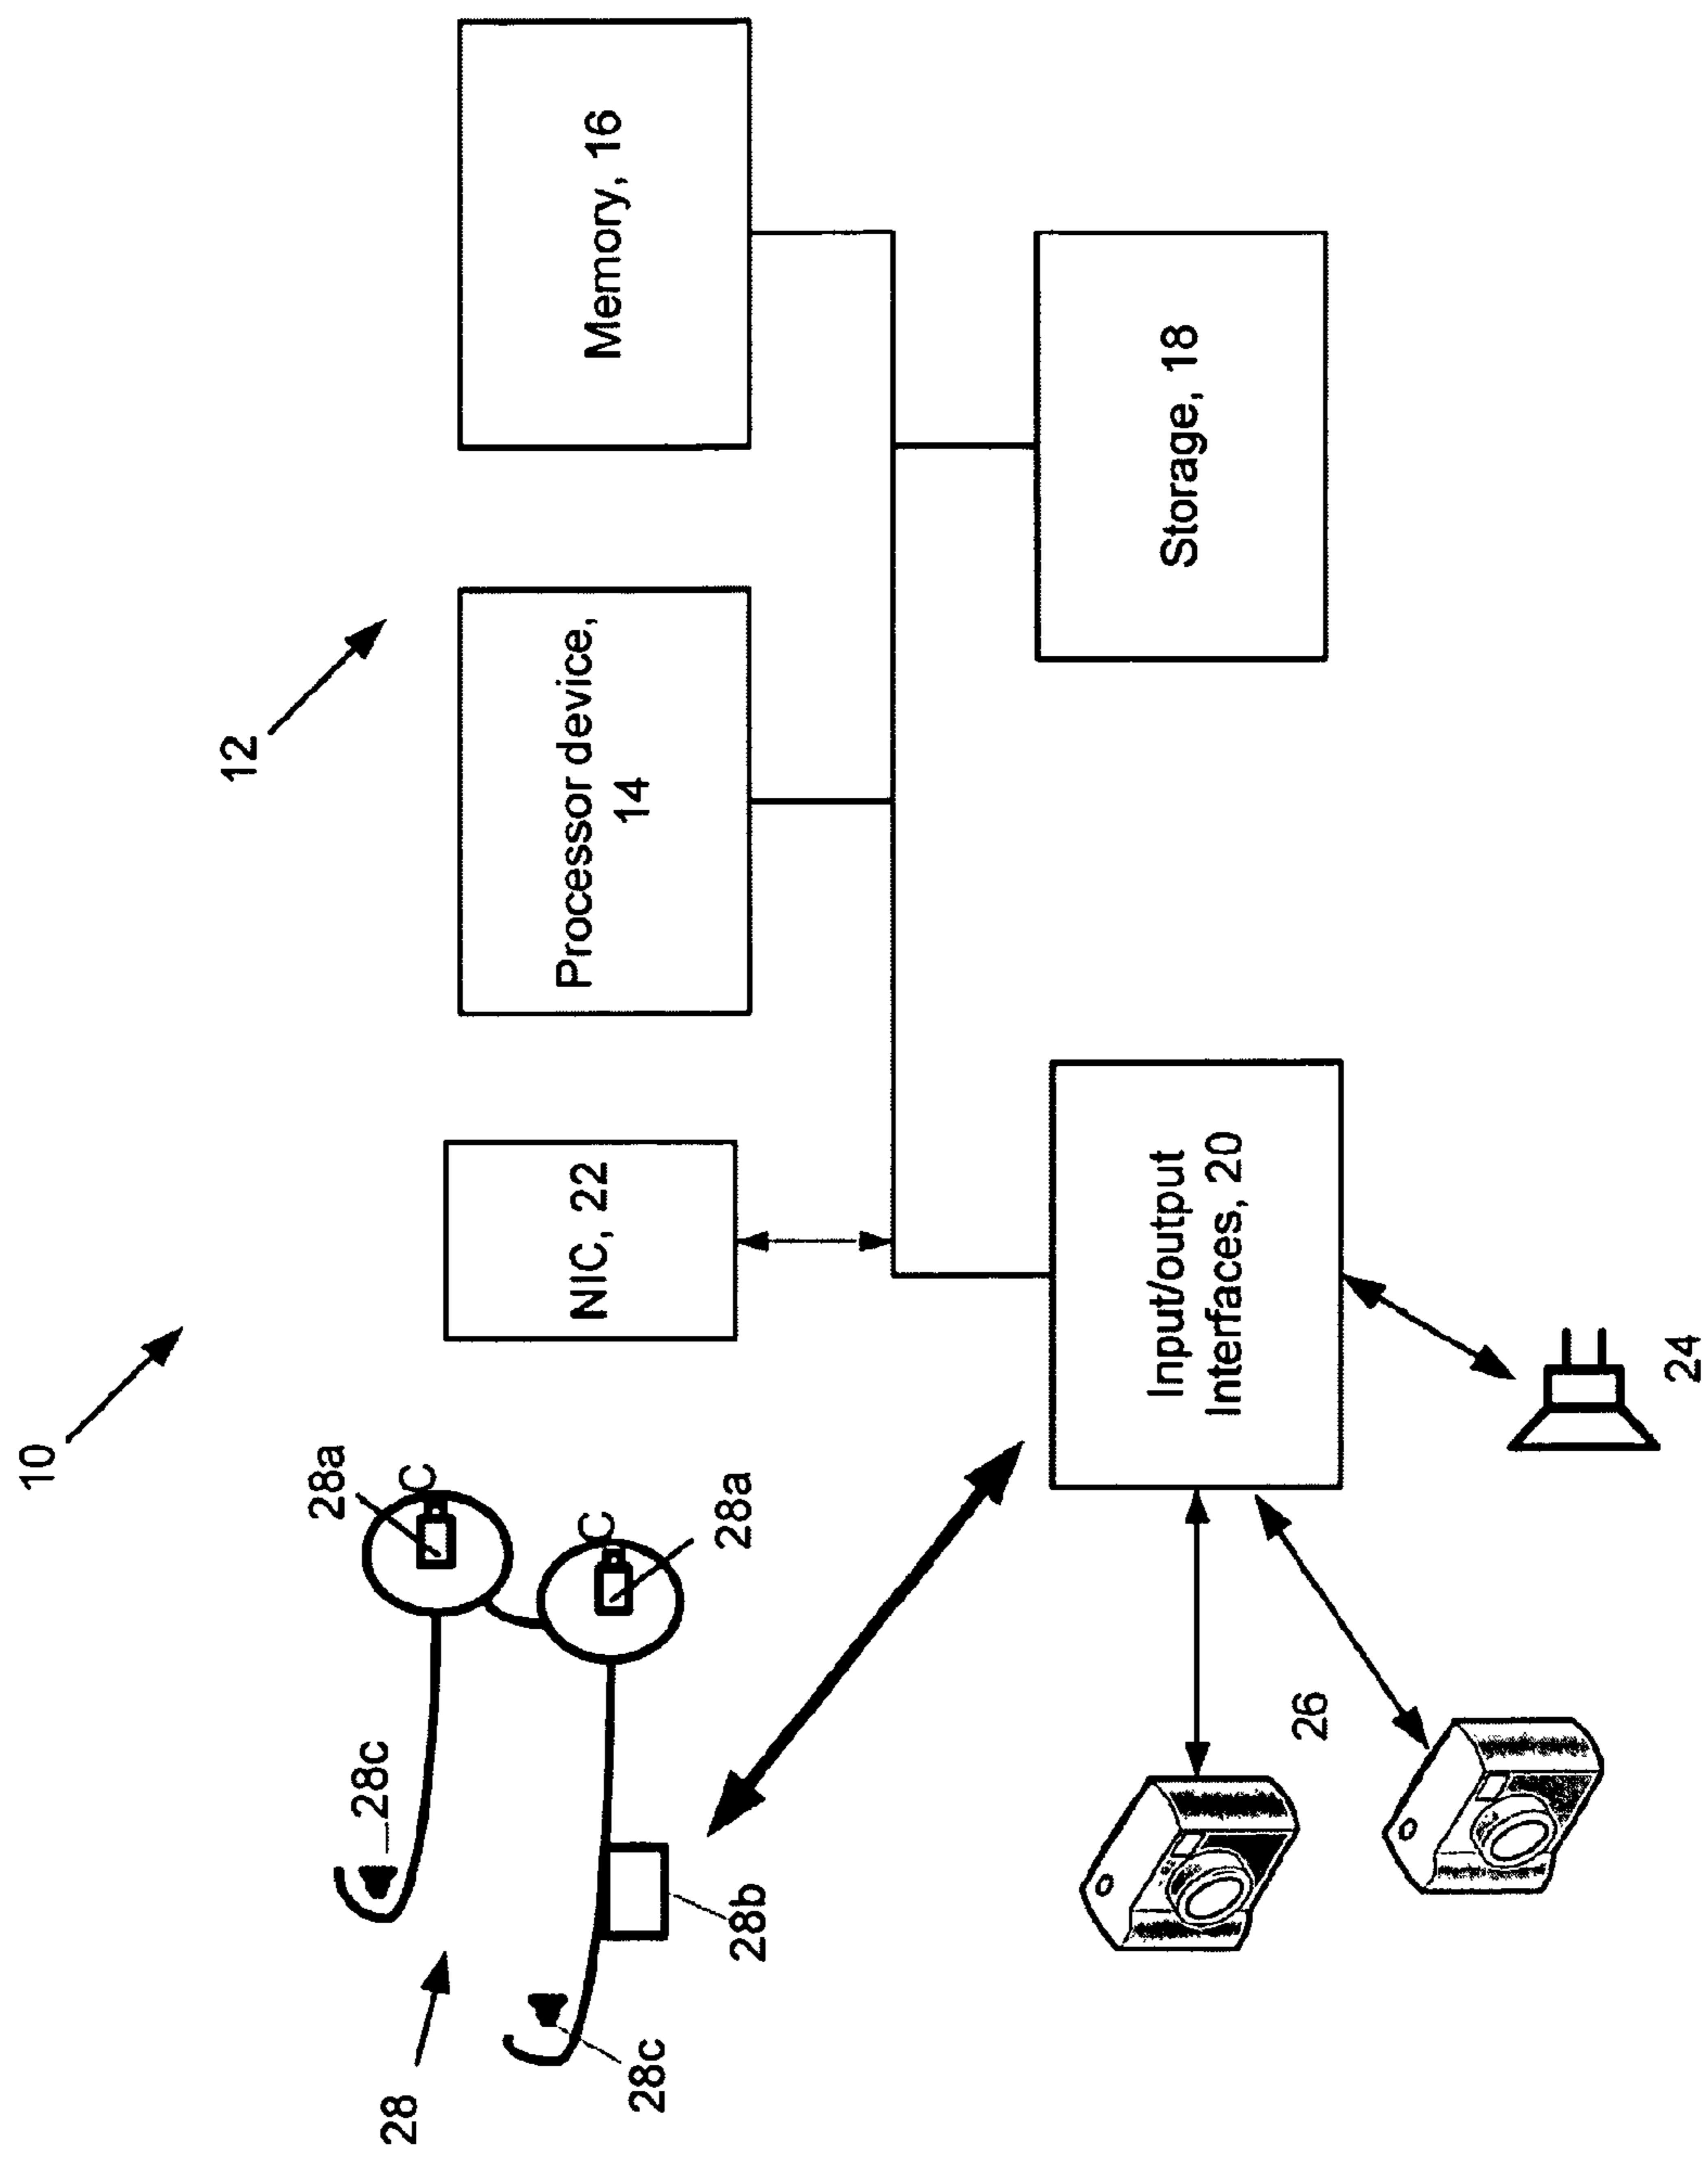 10
12
28
28c
28a
C
28c
28b
C
28a
NIC, 22
Processor device,
14
Memory, 16
26
Input/output
Interfaces, 20
Storage, 18
24